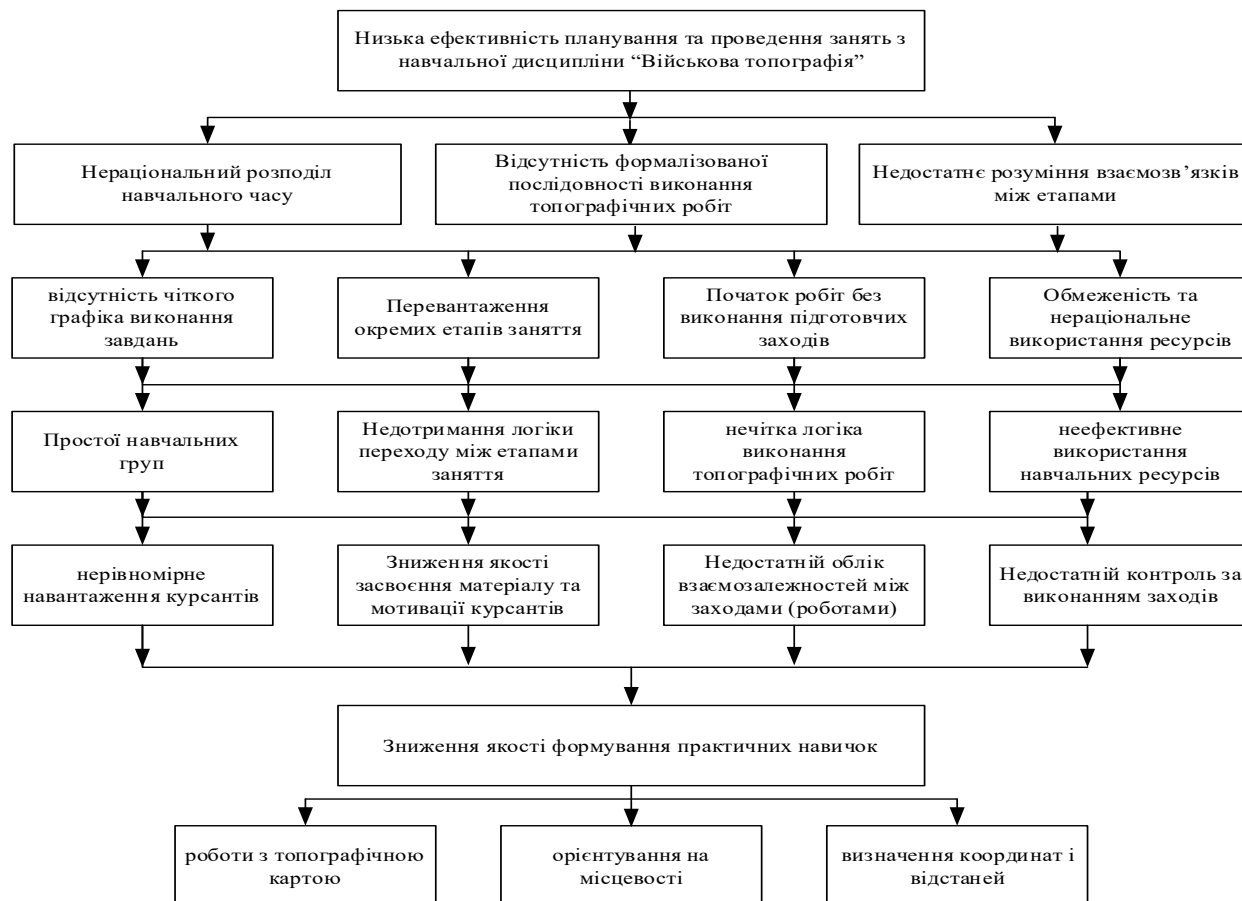 Низька ефективність планування та проведення занять з
навчальної дисципліни “Військова топографія”
Нераціональний розподіл
навчального часу
Відсутність формалізованої
послідовності виконання
топографічних робіт
Недостатнє розуміння взаємозв’язків
між етапами
відсутність чіткого
графіка виконання
завдань
Перевантаження
окремих етапів заняття
Початок робіт без
виконання підготовчих
заходів
Обмеженість та
нераціональне
використання ресурсів
Простої навчальних
груп
Недотримання логіки
переходу між етапами
заняття
нечітка логіка
виконання
топографічних робіт
неефективне
використання
навчальних ресурсів
нерівномірне
навантаження курсантів
Зниження якості
засвоєння матеріалу та
мотивації курсантів
Недостатній облік
взаємозалежностей між
заходами (роботами)
Недостатній контроль за
виконанням заходів
Зниження якості формування практичних навичок
роботи з топографічною
картою
орієнтування на
місцевості
визначення координат і
відстаней